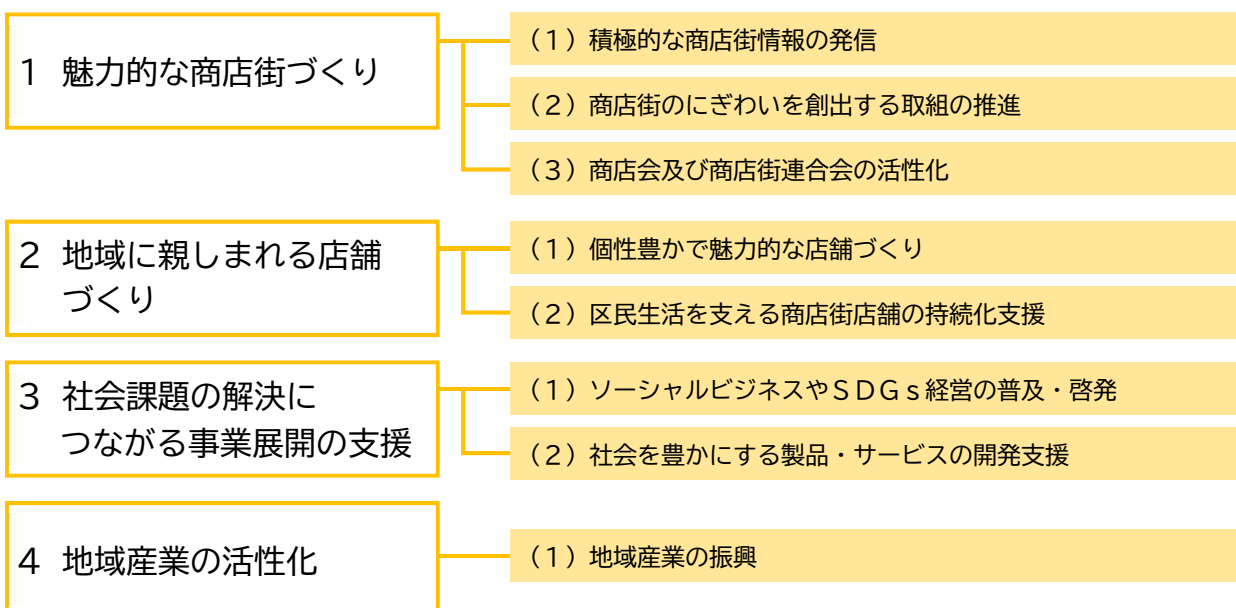 １ 魅力的な商店街づくり
（１）積極的な商店街情報の発信
（２）商店街のにぎわいを創出する取組の推進
（３）商店会及び商店街連合会の活性化
２ 地域に親しまれる店舗
づくり
（１）個性豊かで魅力的な店舗づくり
（２）区民生活を支える商店街店舗の持続化支援
３ 社会課題の解決に
つながる事業展開の支援
（１）ソーシャルビジネスやＳＤＧｓ経営の普及・啓発
（２）社会を豊かにする製品・サービスの開発支援
４ 地域産業の活性化
（１）地域産業の振興